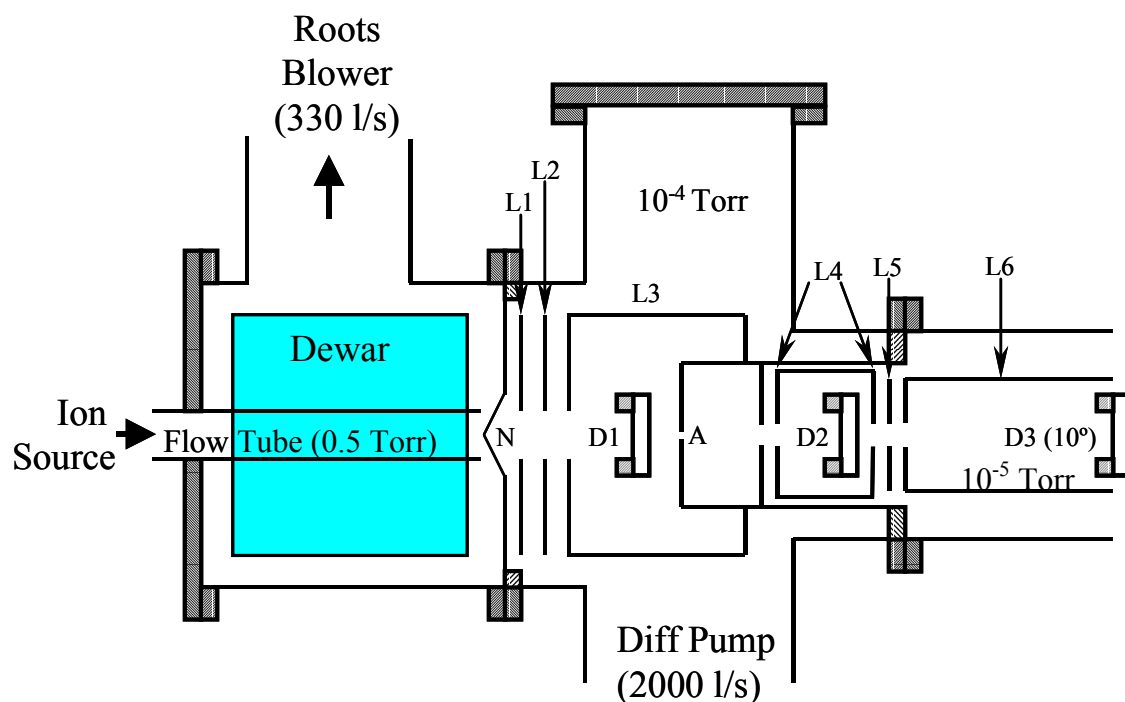 Roots
Blower
(330 l/s)
L2
L1
10⁻⁴ Torr
L4
L5
L6
L3
Dewar
Ion
Source
Flow Tube (0.5 Torr)
N
D1
A
D2
D3 (10º)
10⁻⁵ Torr
Diff Pump
(2000 l/s)